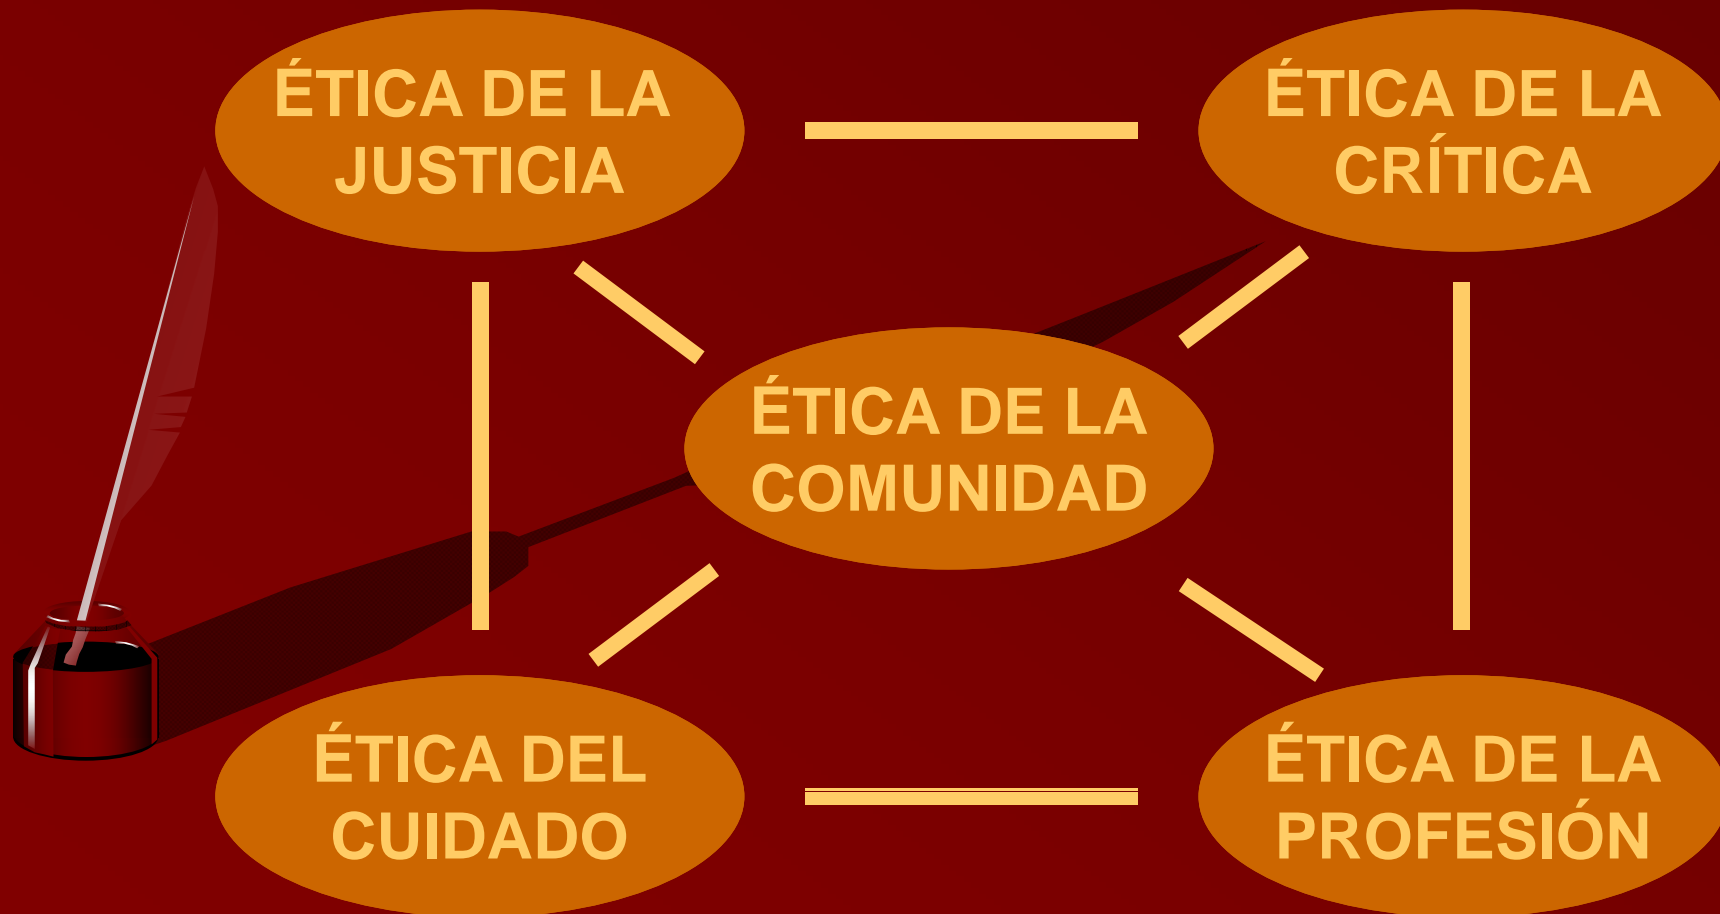 ÉTICA DE LA
JUSTICIA
ÉTICA DE LA
CRÍTICA
ÉTICA DE LA
COMUNIDAD
ÉTICA DEL
CUIDADO
ÉTICA DE LA
PROFESIÓN